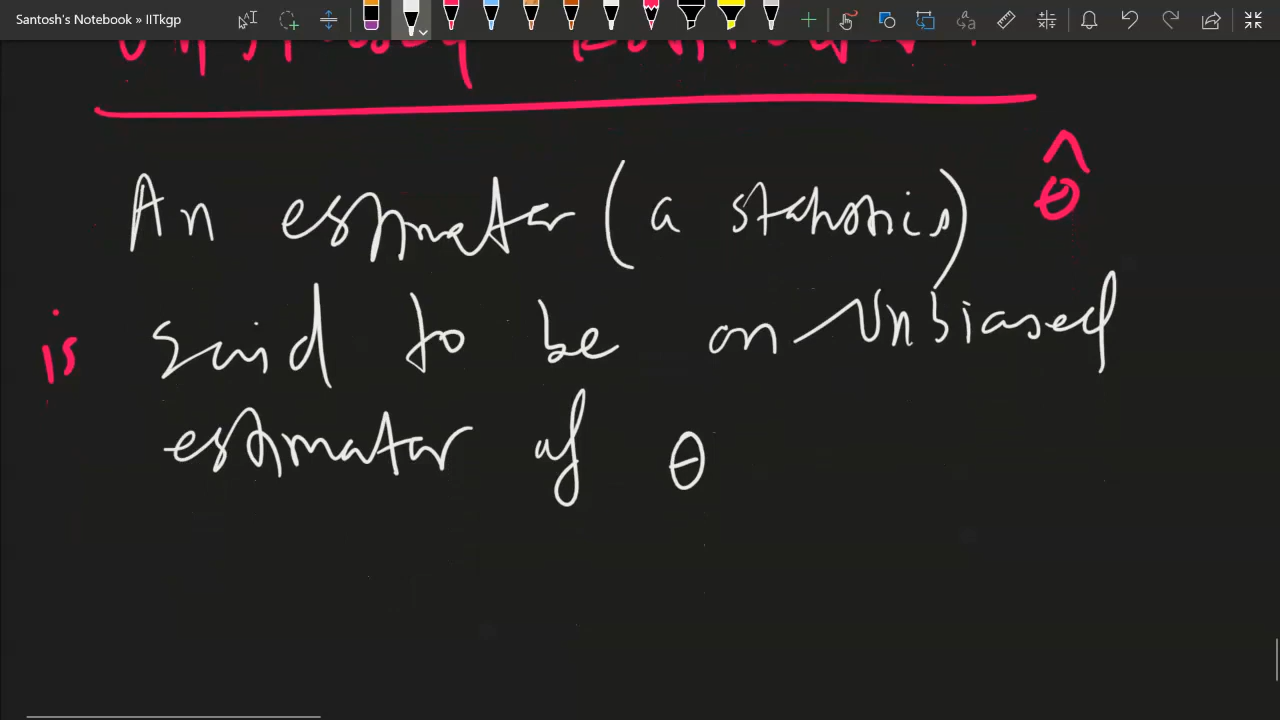 Santosh's Notebook » IITkgp
An estimator (a statistic) θ̂
is said to be an Unbiased
estimator of θ